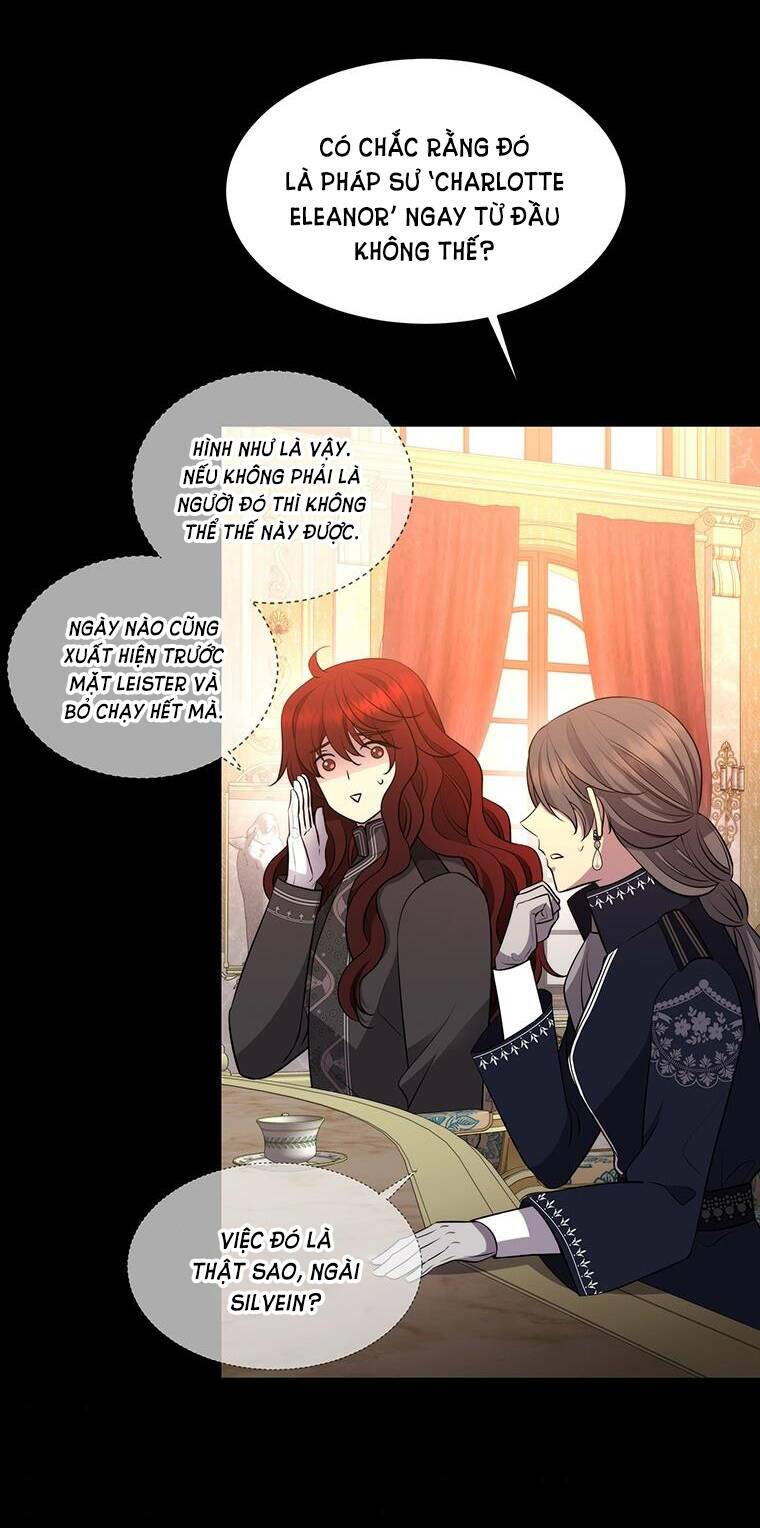 CÓ CHẮC RẰNG ĐÓ
LÀ PHÁP SƯ ‘CHARLOTTE
ELEANOR’ NGAY TỪ ĐẦU
KHÔNG THẾ?
HÌNH NHƯ LÀ VẬY.
NẾU KHÔNG PHẢI LÀ
NGƯỜI ĐÓ THÌ KHÔNG
THỂ THẾ NÀY ĐƯỢC.
NGÀY NÀO CŨNG
XUẤT HIỆN TRƯỚC
MẶT LEISTER VÀ
BỎ CHẠY HẾT MÀ.
VIỆC ĐÓ LÀ
THẬT SAO, NGÀI
SILVEIN?